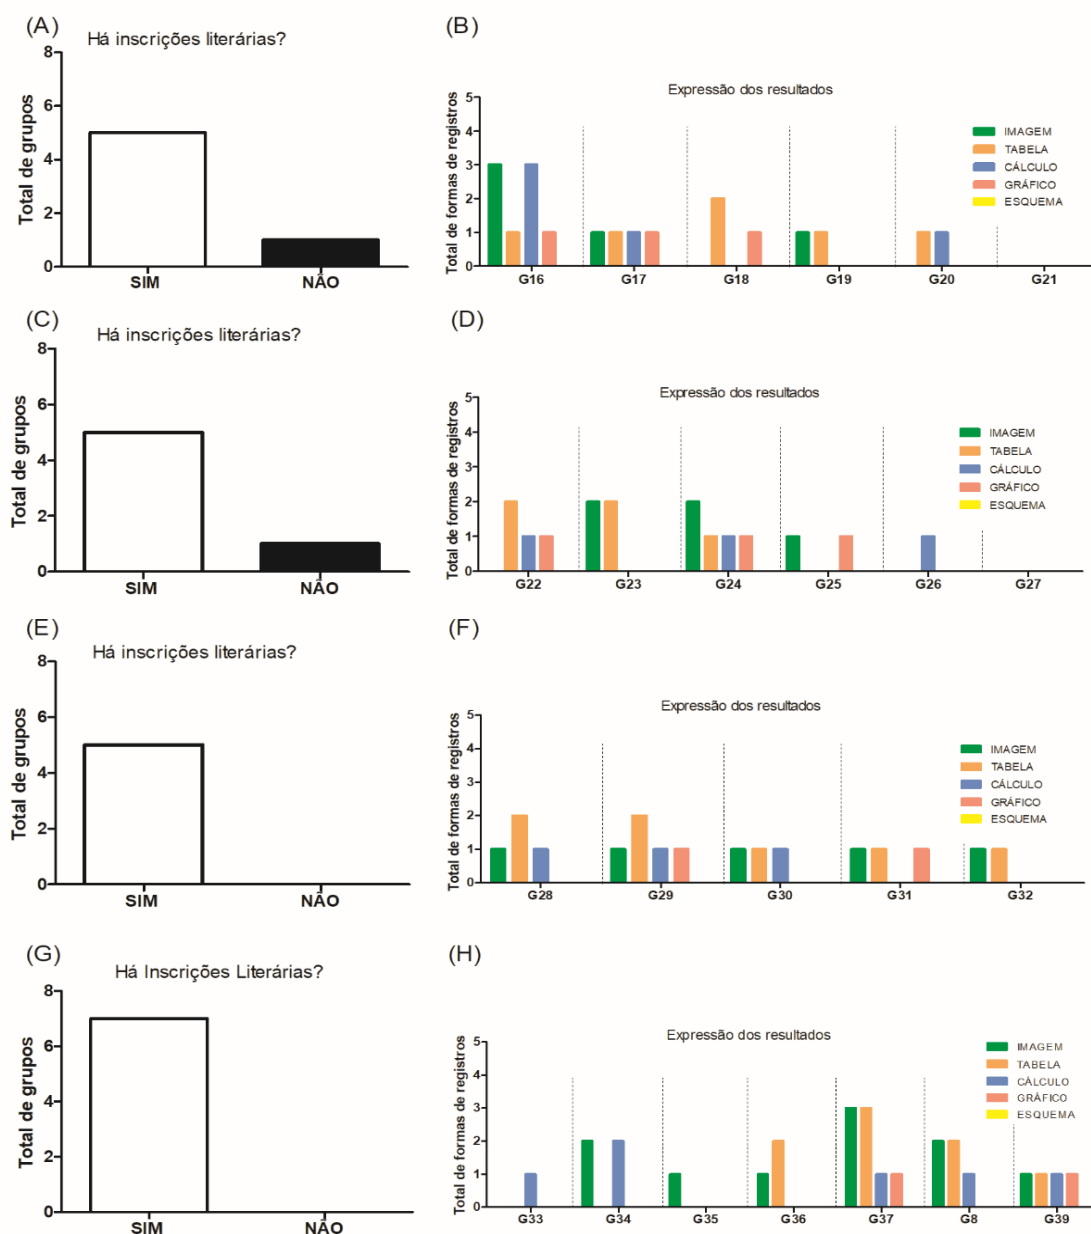 (A)
Há inscrições literárias?
Total de grupos
8
6
4
2
0
SIM NÃO
(B)
Expressão dos resultados
Total de formas de registros
5
4
3
2
1
0
IMAGEM
TABELA
CÁLCULO
GRÁFICO
ESQUEMA
G16 G17 G18 G19 G20 G21
(C)
Há inscrições literárias?
Total de grupos
8
6
4
2
0
SIM NÃO
(D)
Expressão dos resultados
Total de formas de registros
5
4
3
2
1
0
IMAGEM
TABELA
CÁLCULO
GRÁFICO
ESQUEMA
G22 G23 G24 G25 G26 G27
(E)
Há inscrições literárias?
Total de grupos
8
6
4
2
0
SIM NÃO
(F)
Expressão dos resultados
Total de formas de registros
5
4
3
2
1
0
IMAGEM
TABELA
CÁLCULO
GRÁFICO
ESQUEMA
G28 G29 G30 G31 G32
(G)
Há Inscrições Literárias?
Total de grupos
8
6
4
2
0
SIM NÃO
(H)
Expressão dos resultados
Total de formas de registros
5
4
3
2
1
0
IMAGEM
TABELA
CÁLCULO
GRÁFICO
ESQUEMA
G33 G34 G35 G36 G37 G8 G39